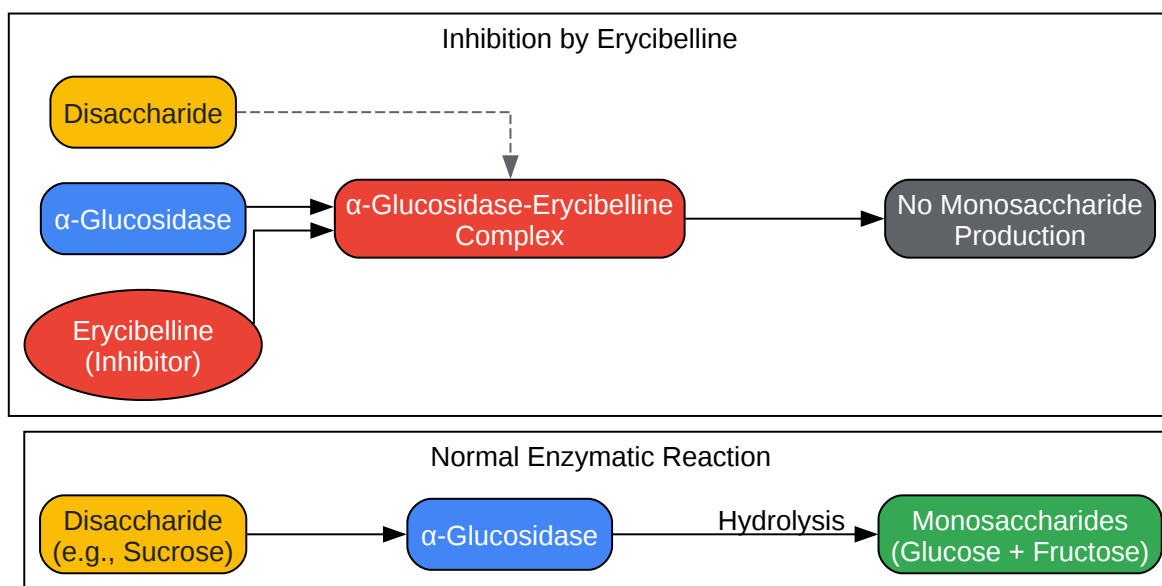 Inhibition by Erycibelline
Disaccharide
α-Glucosidase
Erycibelline
(Inhibitor)
α-Glucosidase-Erycibelline
Complex
No Monosaccharide
Production
Normal Enzymatic Reaction
Disaccharide
(e.g., Sucrose)
α-Glucosidase
Hydrolysis
Monosaccharides
(Glucose + Fructose)